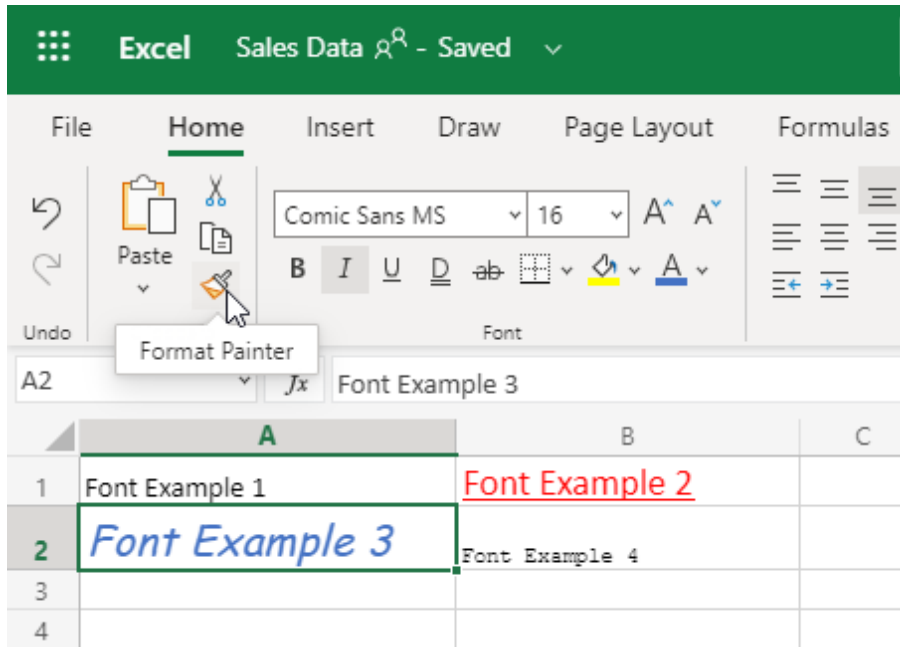 Excel Sales Data - Saved
File Home Insert Draw Page Layout Formulas
Comic Sans MS 16 A A
Paste
B I U D ab A
Undo Font
Format Painter
A2 fx Font Example 3
A B C
1 Font Example 1 Font Example 2
2 Font Example 3 Font Example 4
3
4